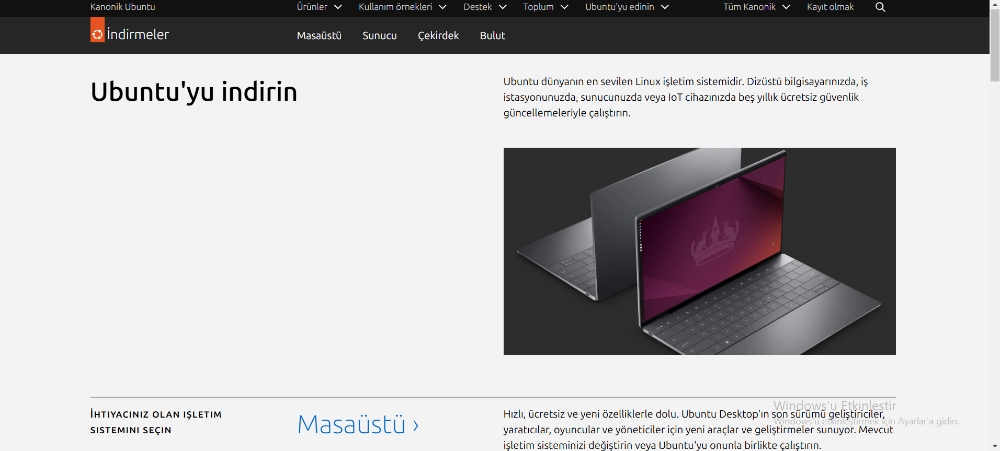 Kanonik Ubuntu
Ürünler
Kullanım örnekleri
Destek
Toplum
Ubuntu'yu edinin
Tüm Kanonik
Kayıt olmak
İndirmeler
Masaüstü
Sunucu
Çekirdek
Bulut
Ubuntu'yu indirin
Ubuntu dünyanın en sevilen Linux işletim sistemidir. Dizüstü bilgisayarınızda, iş
istasyonunuzda, sunucunuzda veya IoT cihazınızda beş yıllık ücretsiz güvenlik
güncellemeleriyle çalıştırın.
İHTIYACINIZ OLAN IŞLETIM
SISTEMINI SEÇIN
Masaüstü ›
Hızlı, ücretsiz ve yeni özelliklerle dolu. Ubuntu Desktop'ın son sürümü geliştiriciler,
yaratıcılar, oyuncular ve yöneticiler için yeni araçlar ve geliştirmeler sunuyor. Mevcut
işletim sisteminizi değiştirin veya Ubuntu'yu onunla birlikte çalıştırın.
Windows'u Etkinleştir
Windows'u etkinleştirmek için Ayarlar'a gidin.